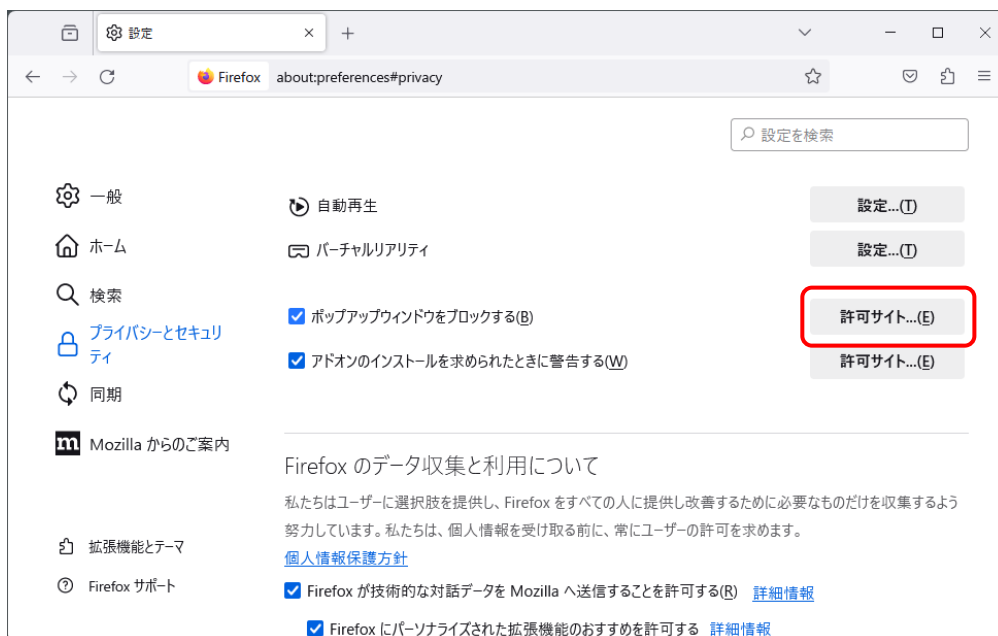 設定
Firefox about:preferences#privacy
設定を検索
一般
ホーム
検索
プライバシーとセキュリ
ティ
同期
Mozilla からのご案内
拡張機能とテーマ
Firefox サポート
自動再生 設定...(T)
バーチャルリアリティ 設定...(T)
ポップアップウィンドウをブロックする(B) 許可サイト...(E)
アドオンのインストールを求められたときに警告する(W) 許可サイト...(E)
Firefox のデータ収集と利用について
私たちはユーザーに選択肢を提供し、Firefox をすべての人に提供し改善するために必要なものだけを収集するよう
努力しています。私たちは、個人情報を受け取る前に、常にユーザーの許可を求めます。
個人情報保護方針
Firefox が技術的な対話データを Mozilla へ送信することを許可する(R) 詳細情報
Firefox にパーソナライズされた拡張機能のおすすめを許可する 詳細情報